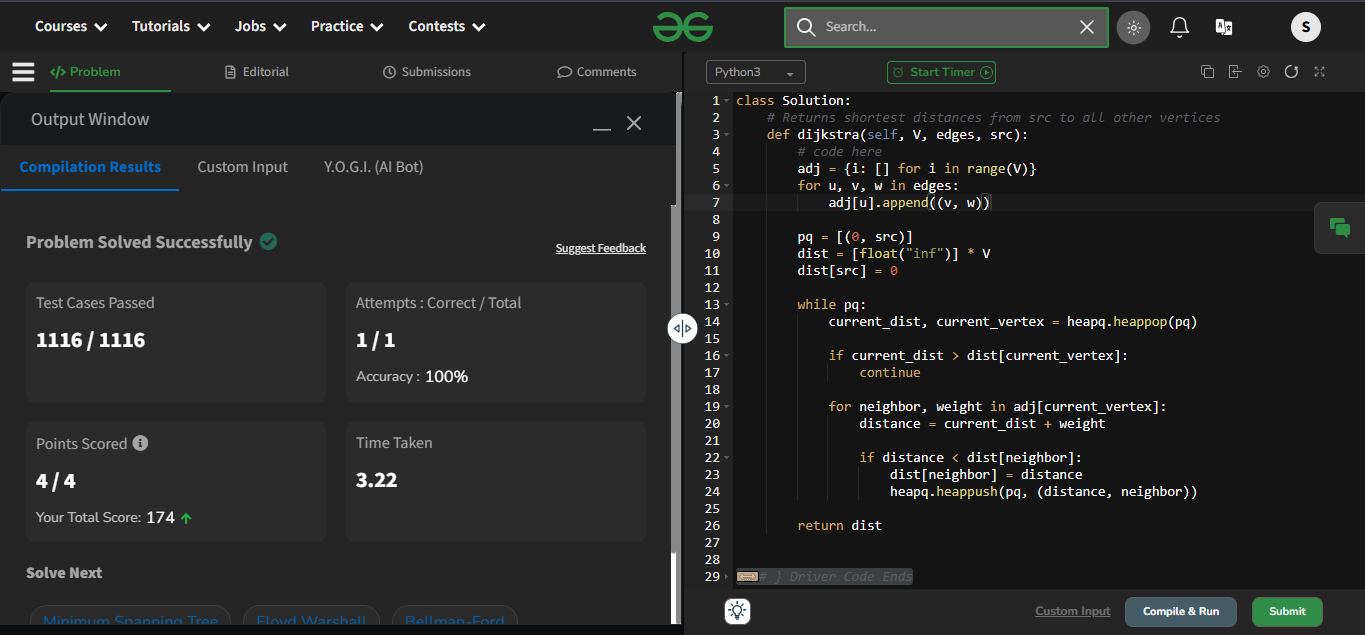 Courses Tutorials Jobs Practice Contests Search... S
</> Problem Editorial Submissions Comments
Output Window
Compilation Results Custom Input Y.O.G.I. (AI Bot)
Problem Solved Successfully
Suggest Feedback
Test Cases Passed
1116 / 1116
Attempts : Correct / Total
1 / 1
Accuracy : 100%
Points Scored
4 / 4
Your Total Score: 174
Time Taken
3.22
Solve Next
Minimum Spanning Tree Floyd Warshall Bellman-Ford
Python3 Start Timer
1 class Solution:
2     # Returns shortest distances from src to all other vertices
3     def dijkstra(self, V, edges, src):
4         # code here
5         adj = {i: [] for i in range(V)}
6         for u, v, w in edges:
7             adj[u].append((v, w))
8
9         pq = [(0, src)]
10         dist = [float("inf")] * V
11         dist[src] = 0
12
13         while pq:
14             current_dist, current_vertex = heapq.heappop(pq)
15
16             if current_dist > dist[current_vertex]:
17                 continue
18
19             for neighbor, weight in adj[current_vertex]:
20                 distance = current_dist + weight
21
22                 if distance < dist[neighbor]:
23                     dist[neighbor] = distance
24                     heapq.heappush(pq, (distance, neighbor))
25
26         return dist
27
28
29 # } Driver Code Ends
Custom Input Compile & Run Submit